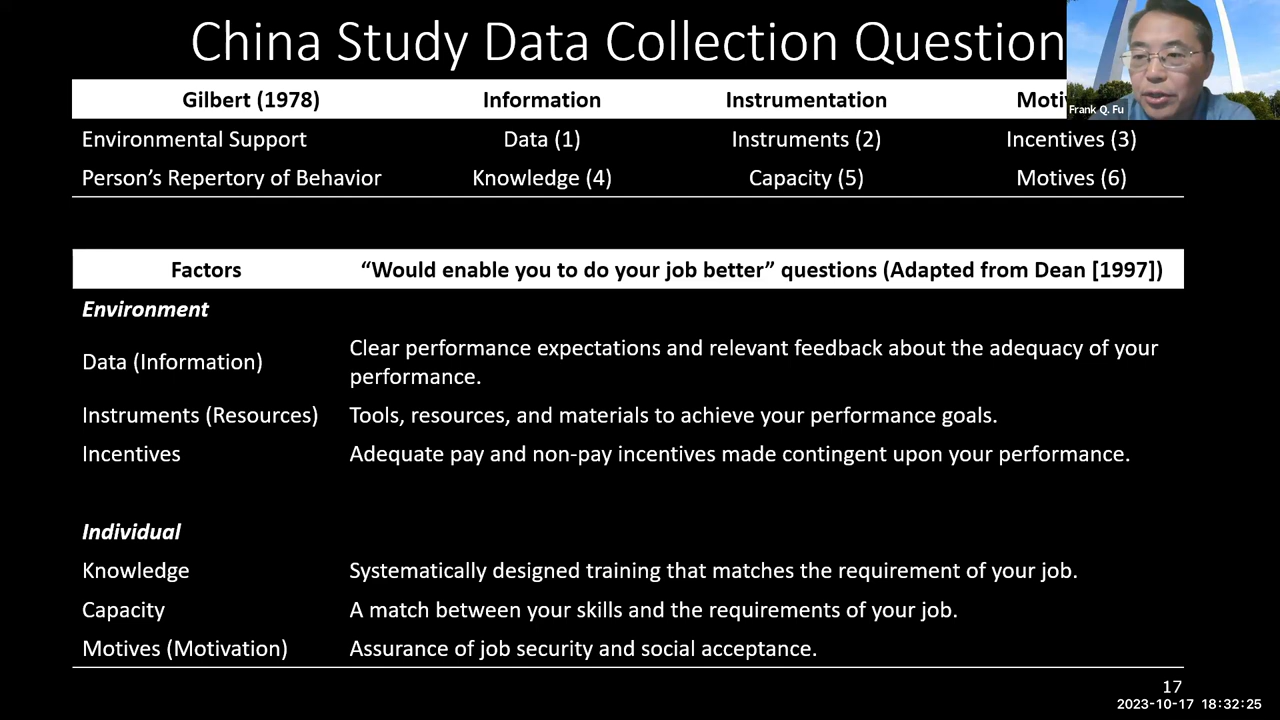 China Study Data Collection Question
Gilbert (1978) Information Instrumentation
Frank Q. Fu
Environmental Support Data (1) Instruments (2) Incentives (3)
Person’s Repertory of Behavior Knowledge (4) Capacity (5) Motives (6)
Factors “Would enable you to do your job better” questions (Adapted from Dean [1997])
Environment
Data (Information) Clear performance expectations and relevant feedback about the adequacy of your
performance.
Instruments (Resources) Tools, resources, and materials to achieve your performance goals.
Incentives Adequate pay and non-pay incentives made contingent upon your performance.
Individual
Knowledge Systematically designed training that matches the requirement of your job.
Capacity A match between your skills and the requirements of your job.
Motives (Motivation) Assurance of job security and social acceptance.
17
2023-10-17 18:32:25